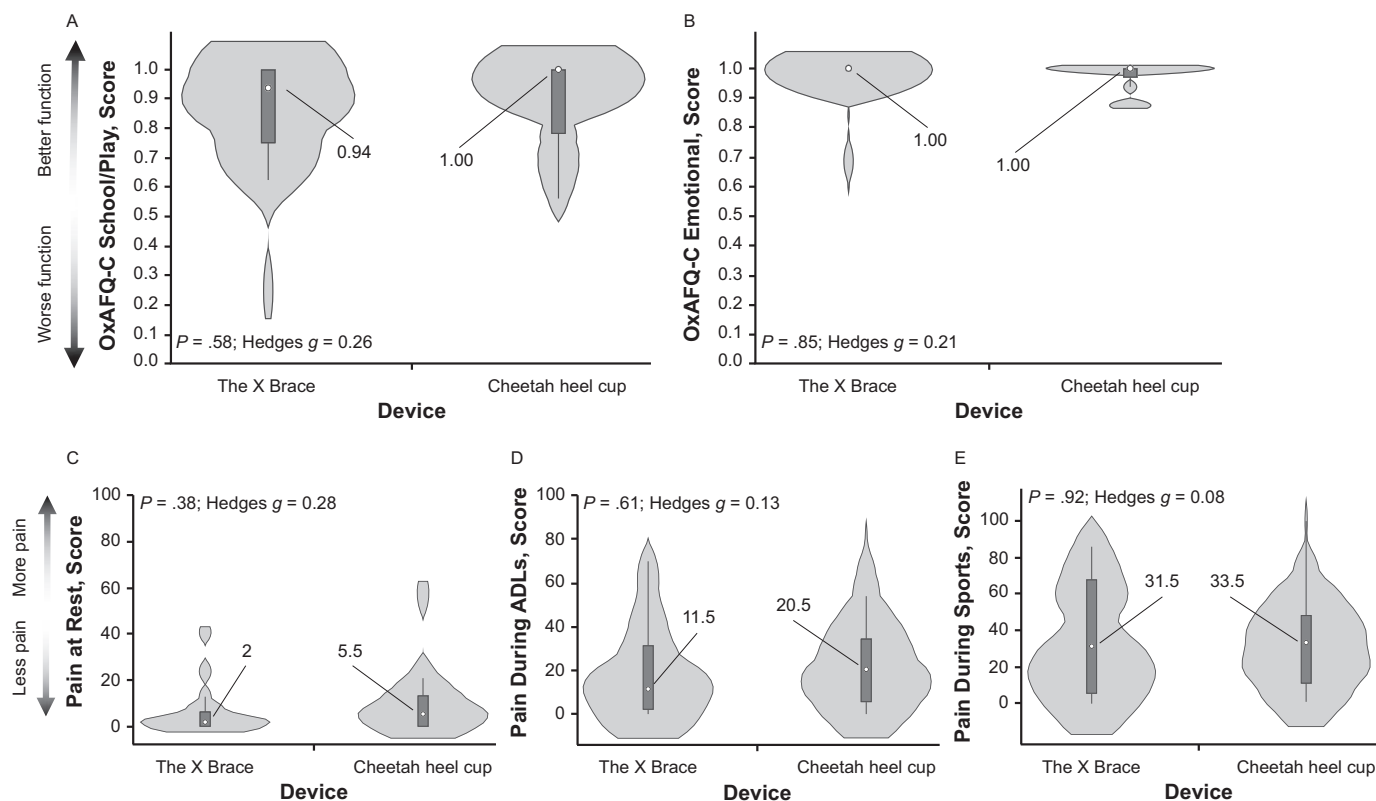 A
Better function
Worse function
OxAFQ-C School/Play, Score
1.0
0.9
0.8
0.7
0.6
0.5
0.4
0.3
0.2
0.1
0.0
0.94
1.00
P = .58; Hedges g = 0.26
The X Brace
Cheetah heel cup
Device
B
OxAFQ-C Emotional, Score
1.0
0.9
0.8
0.7
0.6
0.5
0.4
0.3
0.2
0.1
0.0
1.00
1.00
P = .85; Hedges g = 0.21
The X Brace
Cheetah heel cup
Device
C
More pain
Less pain
Pain at Rest, Score
100
80
60
40
20
0
P = .38; Hedges g = 0.28
2
5.5
The X Brace
Cheetah heel cup
Device
D
Pain During ADLs, Score
100
80
60
40
20
0
P = .61; Hedges g = 0.13
11.5
20.5
The X Brace
Cheetah heel cup
Device
E
Pain During Sports, Score
100
80
60
40
20
0
P = .92; Hedges g = 0.08
31.5
33.5
The X Brace
Cheetah heel cup
Device